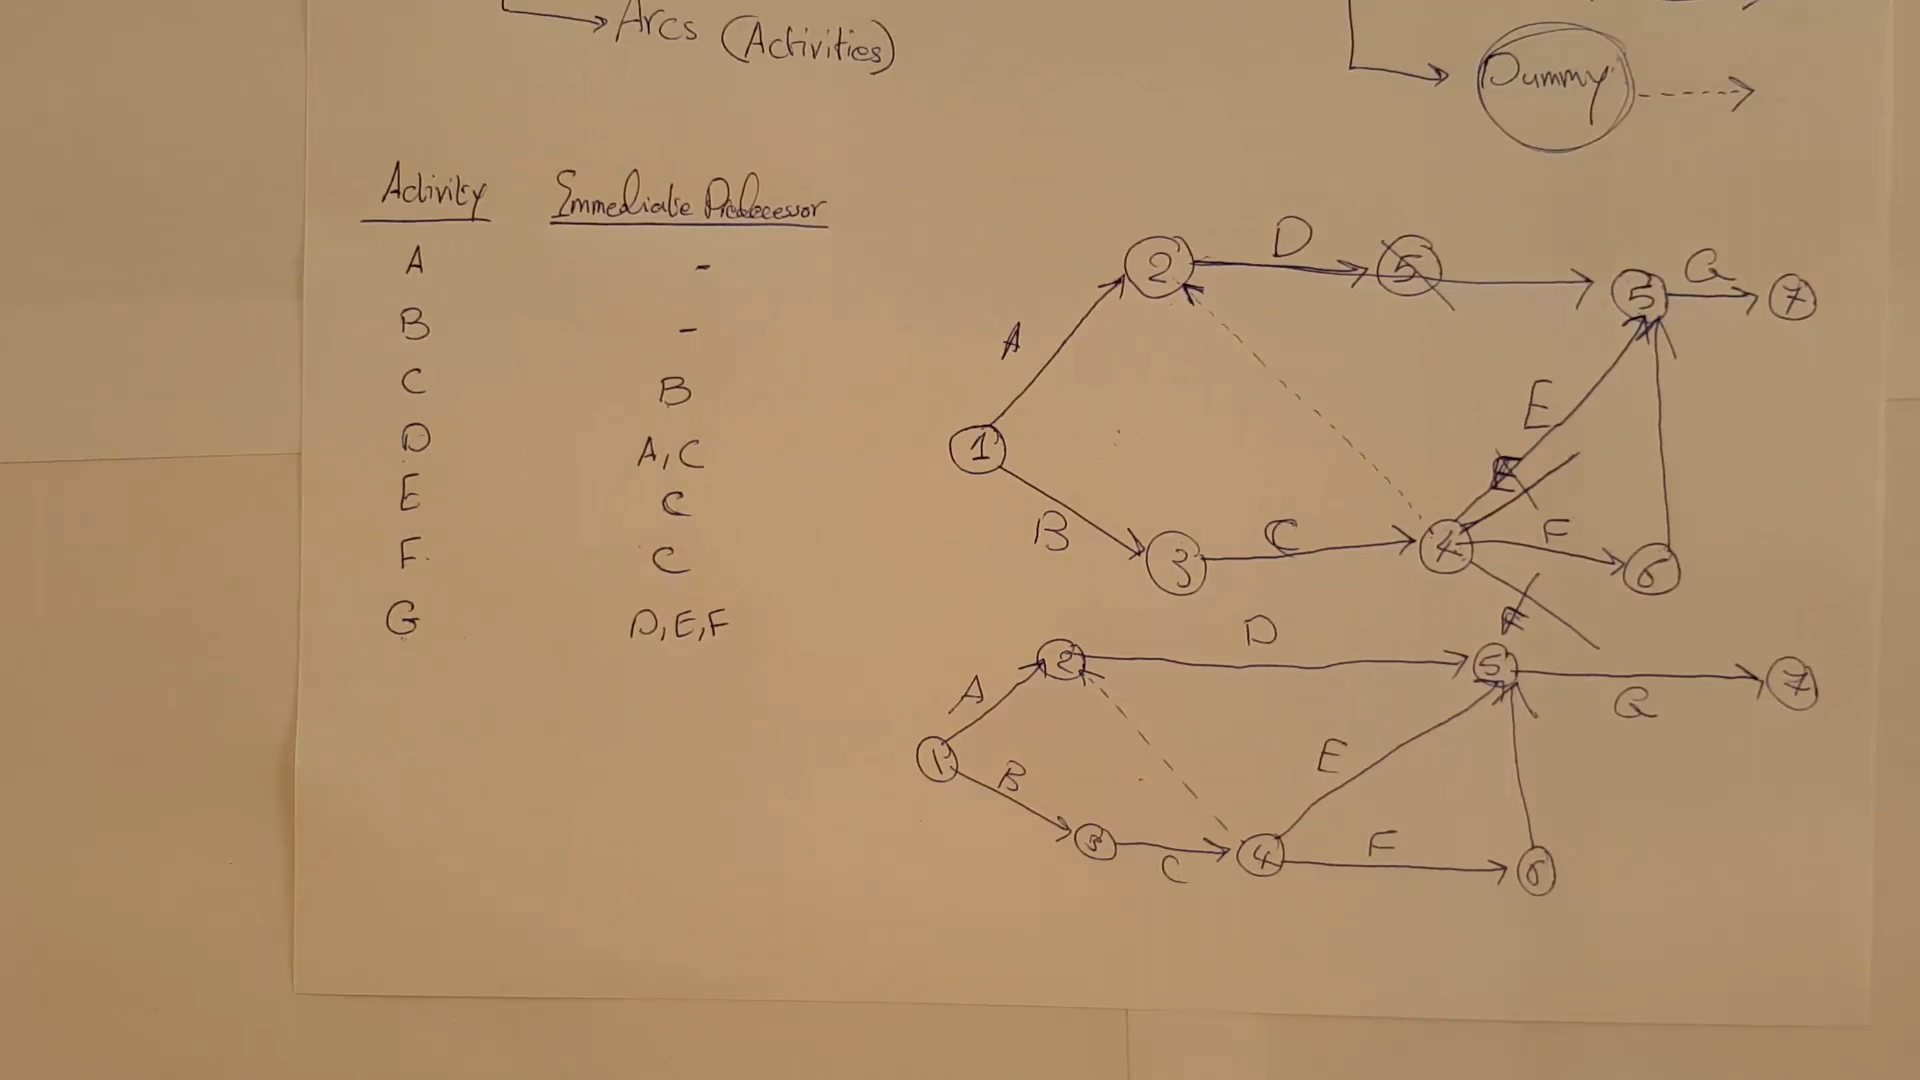 Arcs (Activities)
Dummy
Activity Immediate Predecessor
A -
B -
C B
D A, C
E C
F. C
G D, E, F
2 D 5 5 G 7
A
E
1
E
B 3 C 4 F 6
F
D
A 2 5 7
G
1 B E
3 C 4 F 6